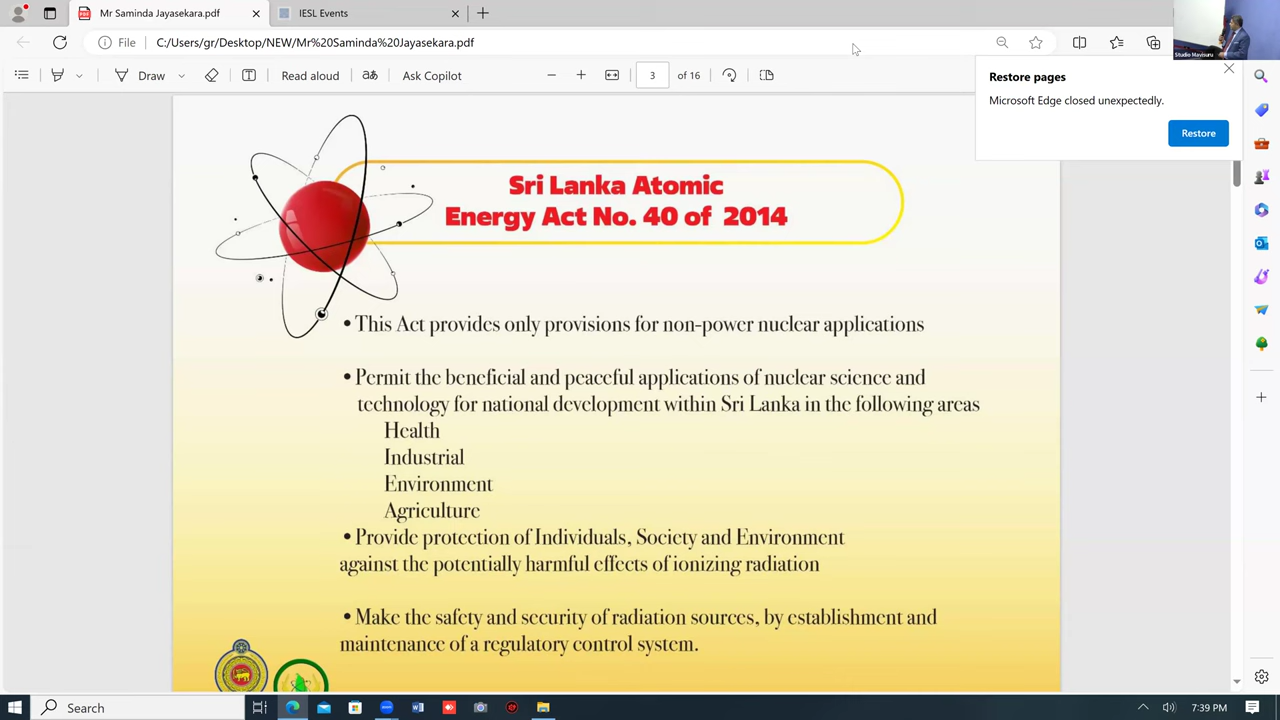 Mr Saminda Jayasekara.pdf
IESL Events
File
C:/Users/gr/Desktop/NEW/Mr%20Saminda%20Jayasekara.pdf
Studio Mavisuru
Draw
Read aloud
Ask Copilot
3
of 16
Restore pages
Microsoft Edge closed unexpectedly.
Restore
Sri Lanka Atomic
Energy Act No. 40 of 2014
• This Act provides only provisions for non-power nuclear applications
• Permit the beneficial and peaceful applications of nuclear science and
technology for national development within Sri Lanka in the following areas
Health
Industrial
Environment
Agriculture
• Provide protection of Individuals, Society and Environment
against the potentially harmful effects of ionizing radiation
• Make the safety and security of radiation sources, by establishment and
maintenance of a regulatory control system.
Search
7:39 PM